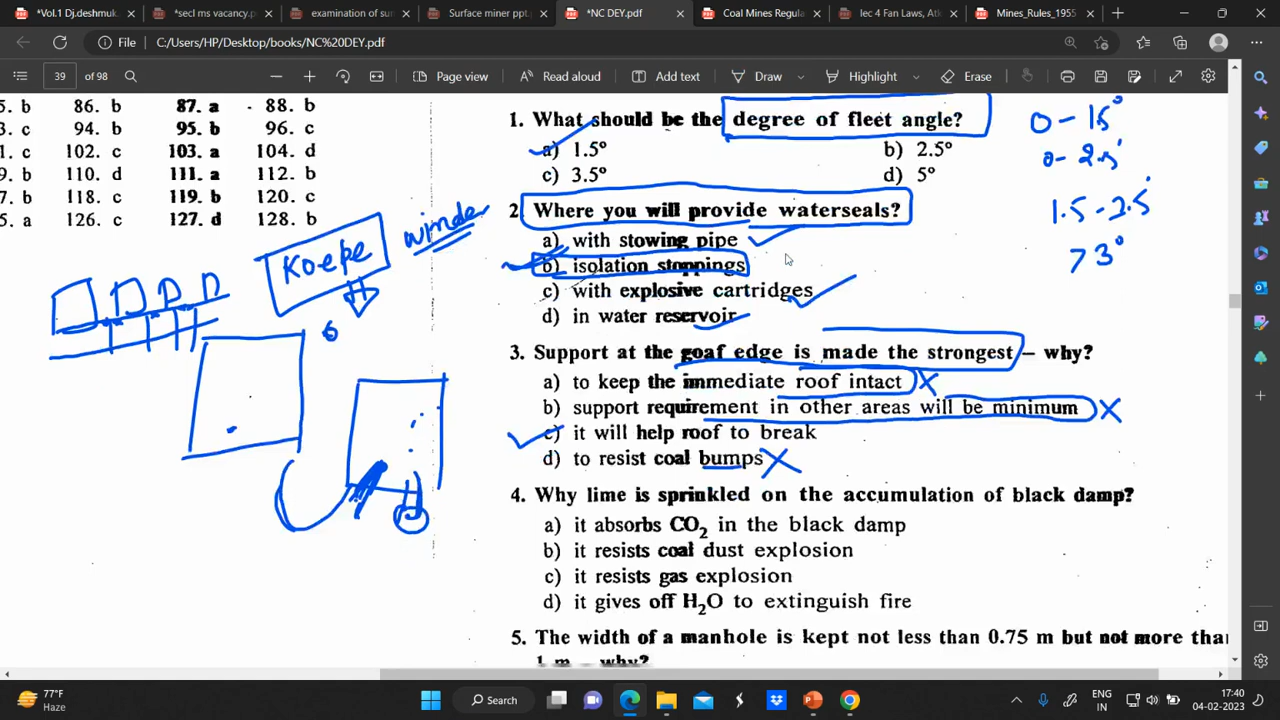 *Vol.1 Dj.deshmuk.
*secl ms vacancy.p
examination of sur
Surface miner ppt.
*NC DEY.pdf
Coal Mines Regula
lec 4 Fan Laws, Atk
Mines_Rules_1955
File
C:/Users/HP/Desktop/books/NC%20DEY.pdf
39 of 98
Page view
Read aloud
Add text
Draw
Highlight
Erase
5. b 86. b 87. a 88. b
3. c 94. b 95. b 96. c
1. c 102. c 103. a 104. d
9. b 110. d 111. a 112. b
7. b 118. c 119. b 120. c
5. a 126. c 127. d 128. b
Koepe winder
1. What should be the degree of fleet angle?
a) 1.5° b) 2.5°
c) 3.5° d) 5°
0 - 1.5°
0 - 2.5°
1.5 - 2.5°
73°
2. Where you will provide waterseals?
a) with stowing pipe
b) isolation stoppings
c) with explosive cartridges
d) in water reservoir
3. Support at the goaf edge is made the strongest – why?
a) to keep the immediate roof intact
b) support requirement in other areas will be minimum
c) it will help roof to break
d) to resist coal bumps
4. Why lime is sprinkled on the accumulation of black damp?
a) it absorbs CO₂ in the black damp
b) it resists coal dust explosion
c) it resists gas explosion
d) it gives off H₂O to extinguish fire
5. The width of a manhole is kept not less than 0.75 m but not more tha
1 m – why?
77°F
Haze
Search
ENG
IN
17:40
04-02-2023